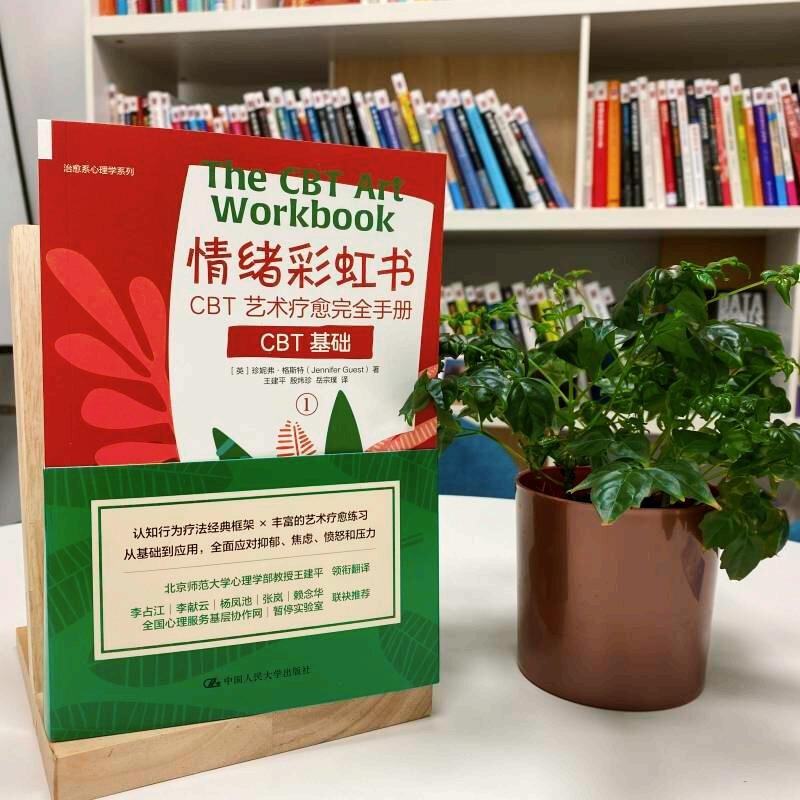 治愈系心理学系列
The CBT Art
Workbook
情绪彩虹书
CBT 艺术疗愈完全手册
CBT 基础
[ 英 ] 珍妮弗·格斯特（Jennifer Guest）著
王建平 殷炜珍 岳宗璞 译
1
认知行为疗法经典框架 × 丰富的艺术疗愈练习
从基础到应用，全面应对抑郁、焦虑、愤怒和压力
北京师范大学心理学部教授王建平 领衔翻译
李占江｜李献云｜杨凤池｜张岚｜赖念华
全国心理服务基层协作网｜暂停实验室 联袂推荐
中国人民大学出版社